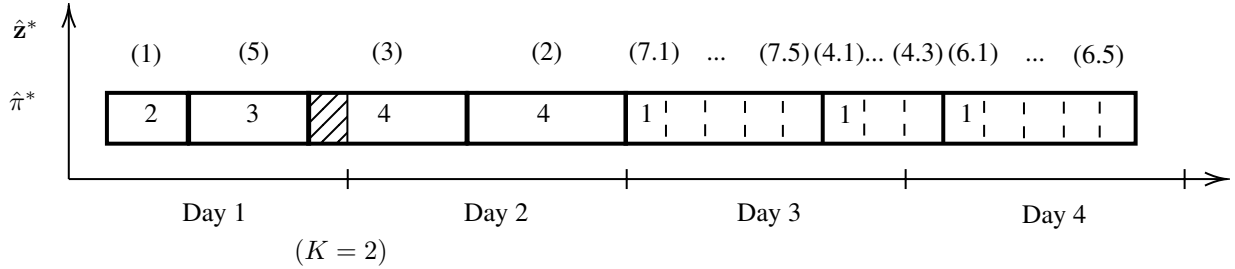 ẑ*
(1) (5) (3) (2) (7.1) ... (7.5) (4.1) ... (4.3) (6.1) ... (6.5)
π̂*
2 3 4 4 1 1 1
Day 1 Day 2 Day 3 Day 4
(K = 2)